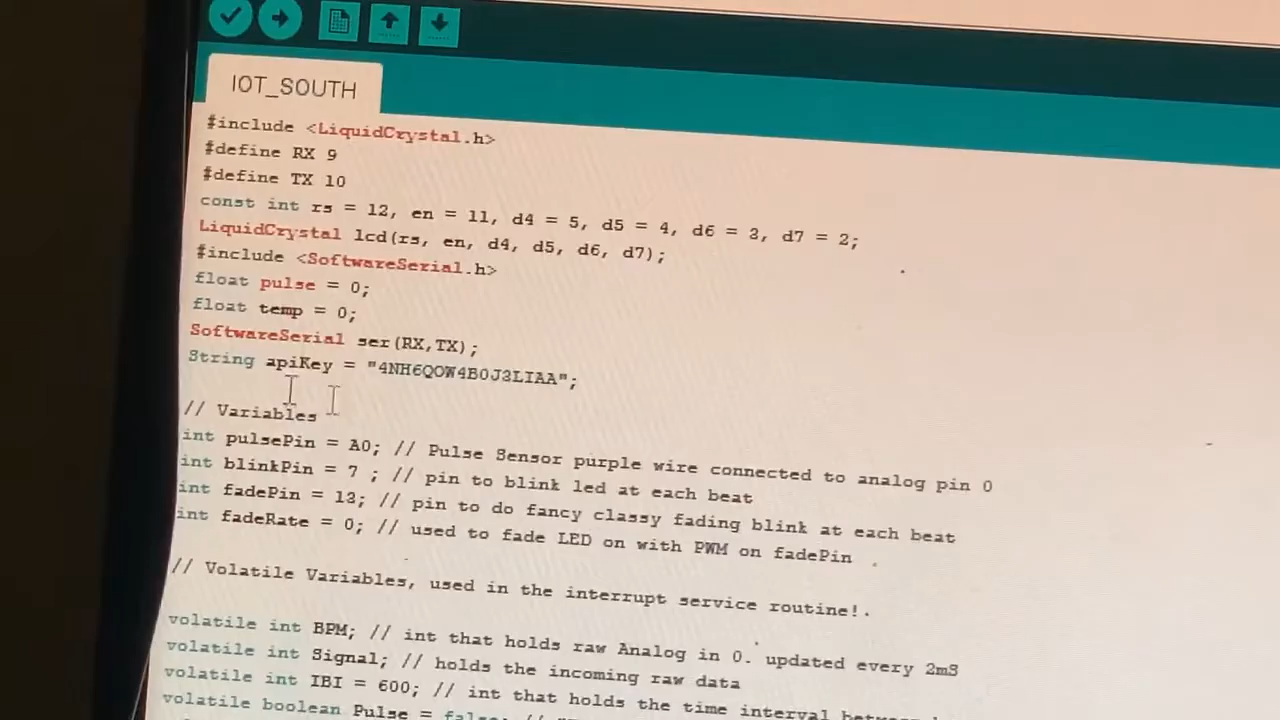 IOT_SOUTH
#include <LiquidCrystal.h>
#define RX 9
#define TX 10
const int rs = 12, en = 11, d4 = 5, d5 = 4, d6 = 3, d7 = 2;
LiquidCrystal lcd(rs, en, d4, d5, d6, d7);
#include <SoftwareSerial.h>
float pulse = 0;
float temp = 0;
SoftwareSerial ser(RX,TX);
String apiKey = "4NH6QOW4B0J3LIAA";
// Variables
int pulsePin = A0; // Pulse Sensor purple wire connected to analog pin 0
int blinkPin = 7 ; // pin to blink led at each beat
int fadePin = 13; // pin to do fancy classy fading blink at each beat
int fadeRate = 0; // used to fade LED on with PWM on fadePin
// Volatile Variables, used in the interrupt service routine!.
volatile int BPM; // int that holds raw Analog in 0. updated every 2mS
volatile int Signal; // holds the incoming raw data
volatile int IBI = 600; // int that holds the time interval between
volatile boolean Pulse = false; //